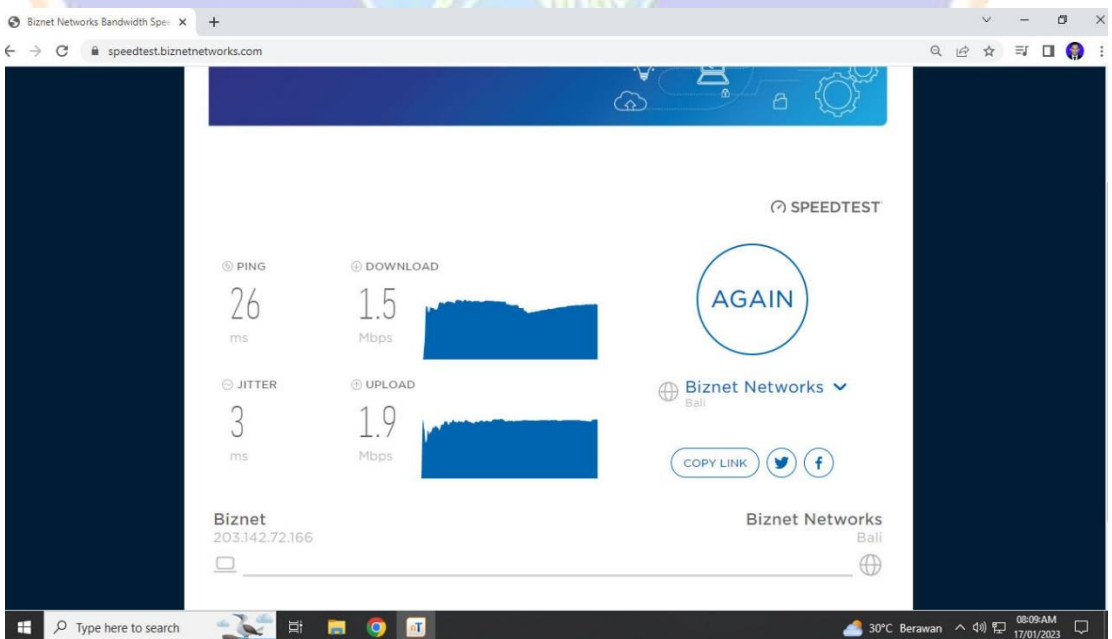 Biznet Networks Bandwidth Spee
speedtest.biznetnetworks.com
SPEEDTEST
PING
26
ms
DOWNLOAD
1.5
Mbps
AGAIN
JITTER
3
ms
UPLOAD
1.9
Mbps
Biznet Networks
Bali
COPY LINK
Biznet
203.142.72.166
Biznet Networks
Bali
Type here to search
30°C Berawan
08:09AM
17/01/2023